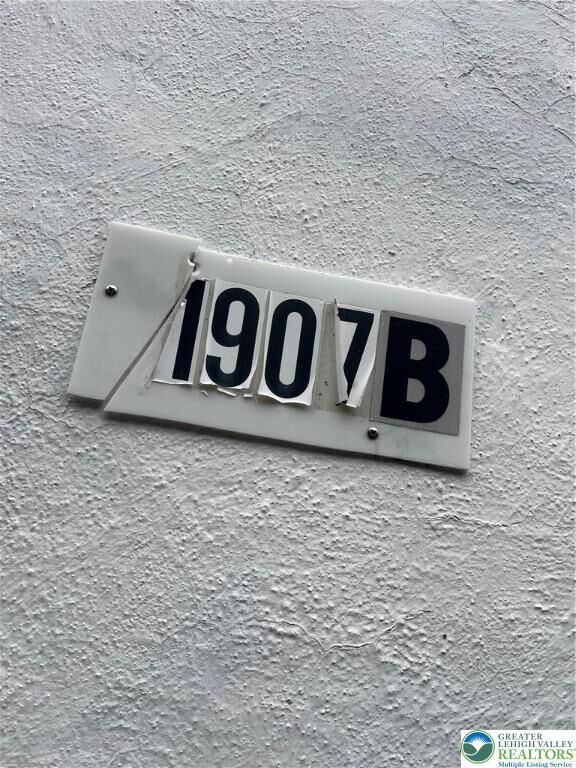 1907B
GREATER
LEHIGH VALLEY
REALTORS
Multiple Listing Service